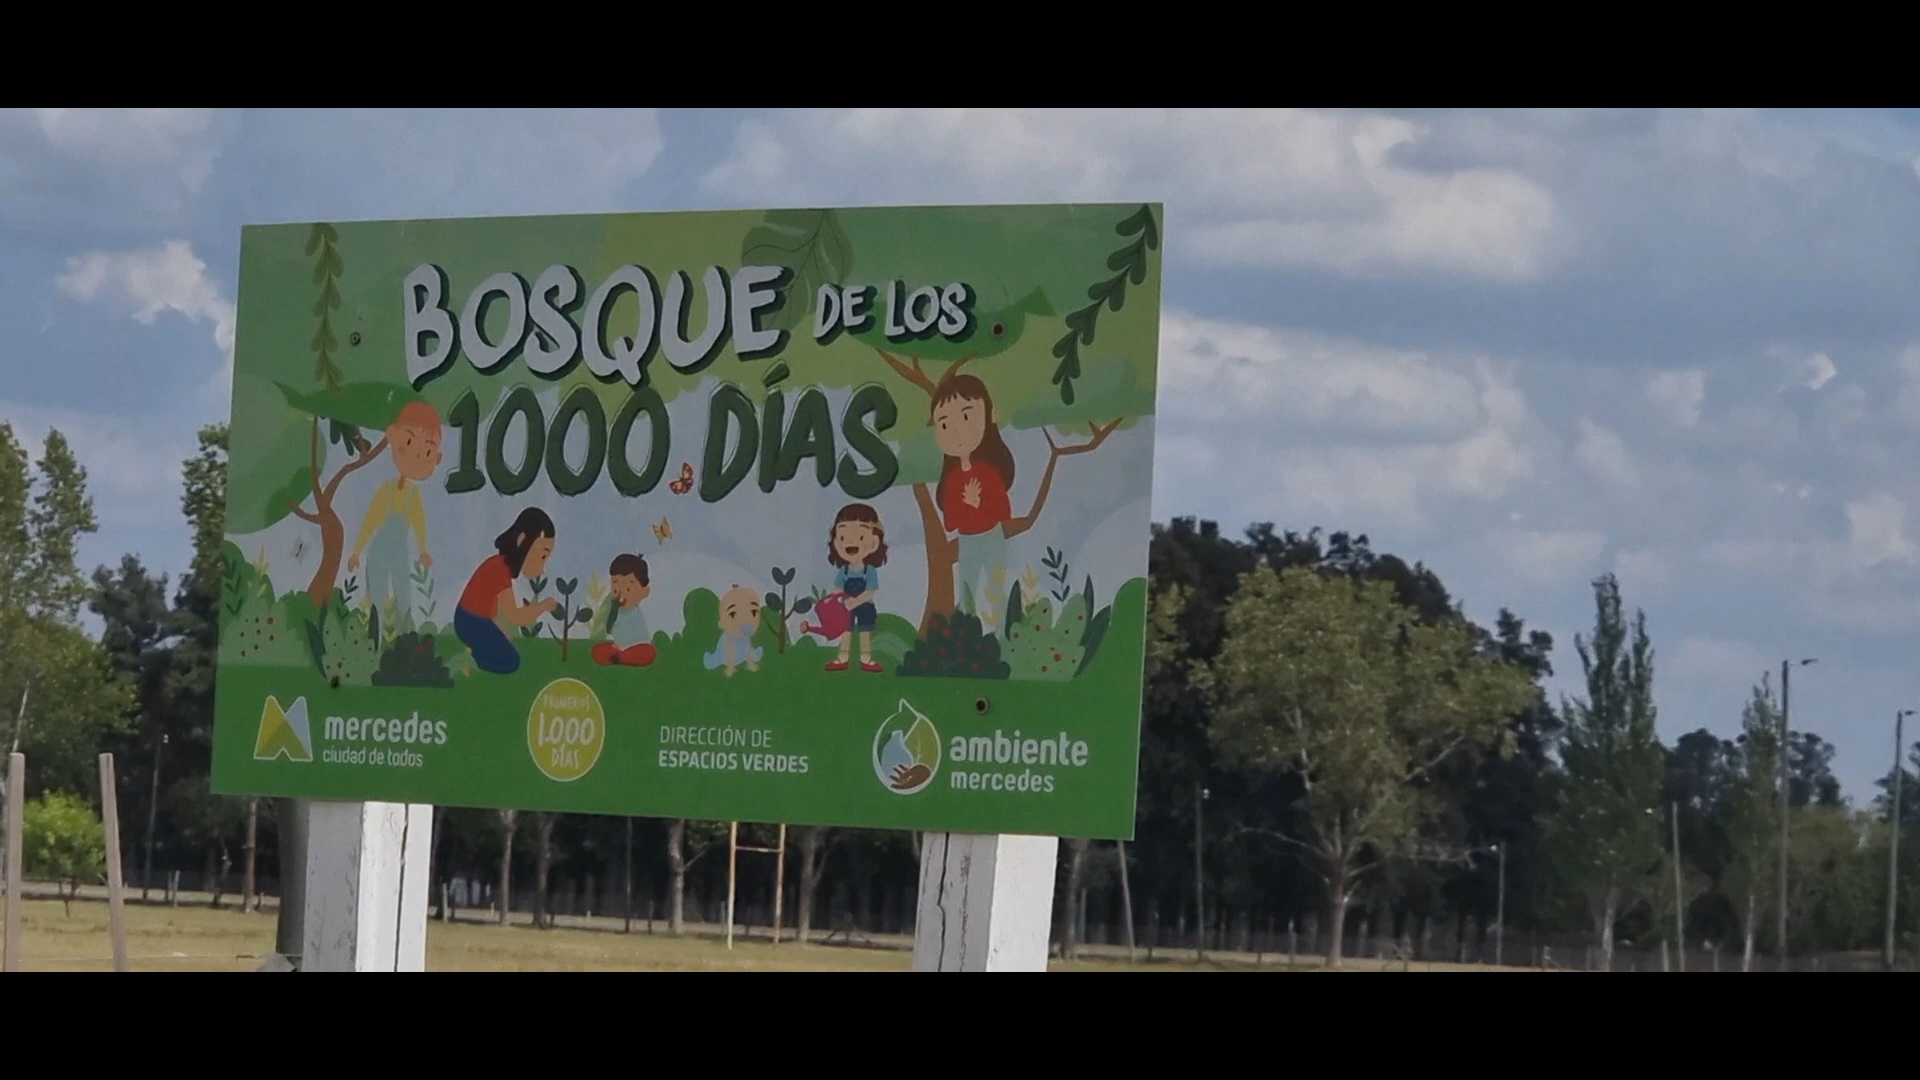 BOSQUE DE LOS
1000 DÍAS
mercedes
ciudad de todos
PRIMEROS
1.000
DÍAS
DIRECCIÓN DE
ESPACIOS VERDES
ambiente
mercedes